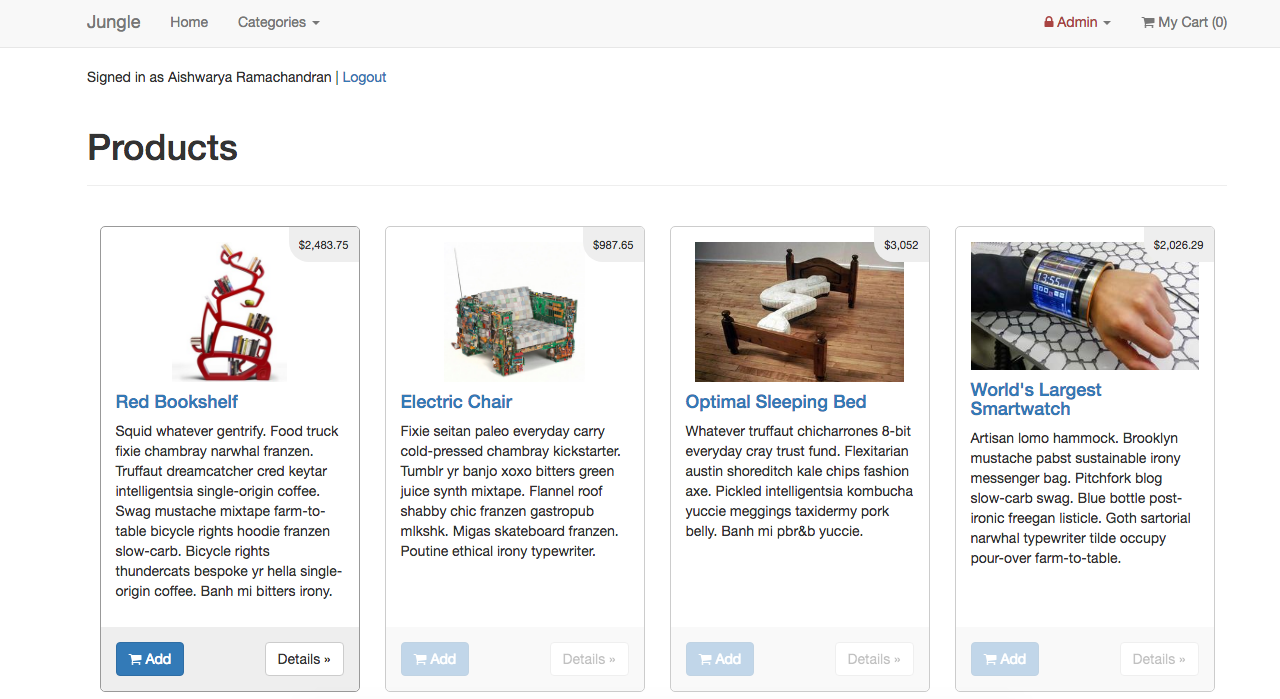 Jungle Home Categories Admin My Cart (0)
Signed in as Aishwarya Ramachandran | Logout
Products
$2,483.75
Red Bookshelf
Squid whatever gentrify. Food truck
fixie chambray narwhal franzen.
Truffaut dreamcatcher cred keytar
intelligentsia single-origin coffee.
Swag mustache mixtape farm-to-
table bicycle rights hoodie franzen
slow-carb. Bicycle rights
thundercats bespoke yr hella single-
origin coffee. Banh mi bitters irony.
Add Details »
$987.65
Electric Chair
Fixie seitan paleo everyday carry
cold-pressed chambray kickstarter.
Tumblr yr banjo xoxo bitters green
juice synth mixtape. Flannel roof
shabby chic franzen gastropub
mlkshk. Migas skateboard franzen.
Poutine ethical irony typewriter.
Add Details »
$3,052
Optimal Sleeping Bed
Whatever truffaut chicharrones 8-bit
everyday cray trust fund. Flexitarian
austin shoreditch kale chips fashion
axe. Pickled intelligentsia kombucha
yuccie meggings taxidermy pork
belly. Banh mi pbr&b yuccie.
Add Details »
$2,026.29
13:55
World's Largest
Smartwatch
Artisan lomo hammock. Brooklyn
mustache pabst sustainable irony
messenger bag. Pitchfork blog
slow-carb swag. Blue bottle post-
ironic freegan listicle. Goth sartorial
narwhal typewriter tilde occupy
pour-over farm-to-table.
Add Details »